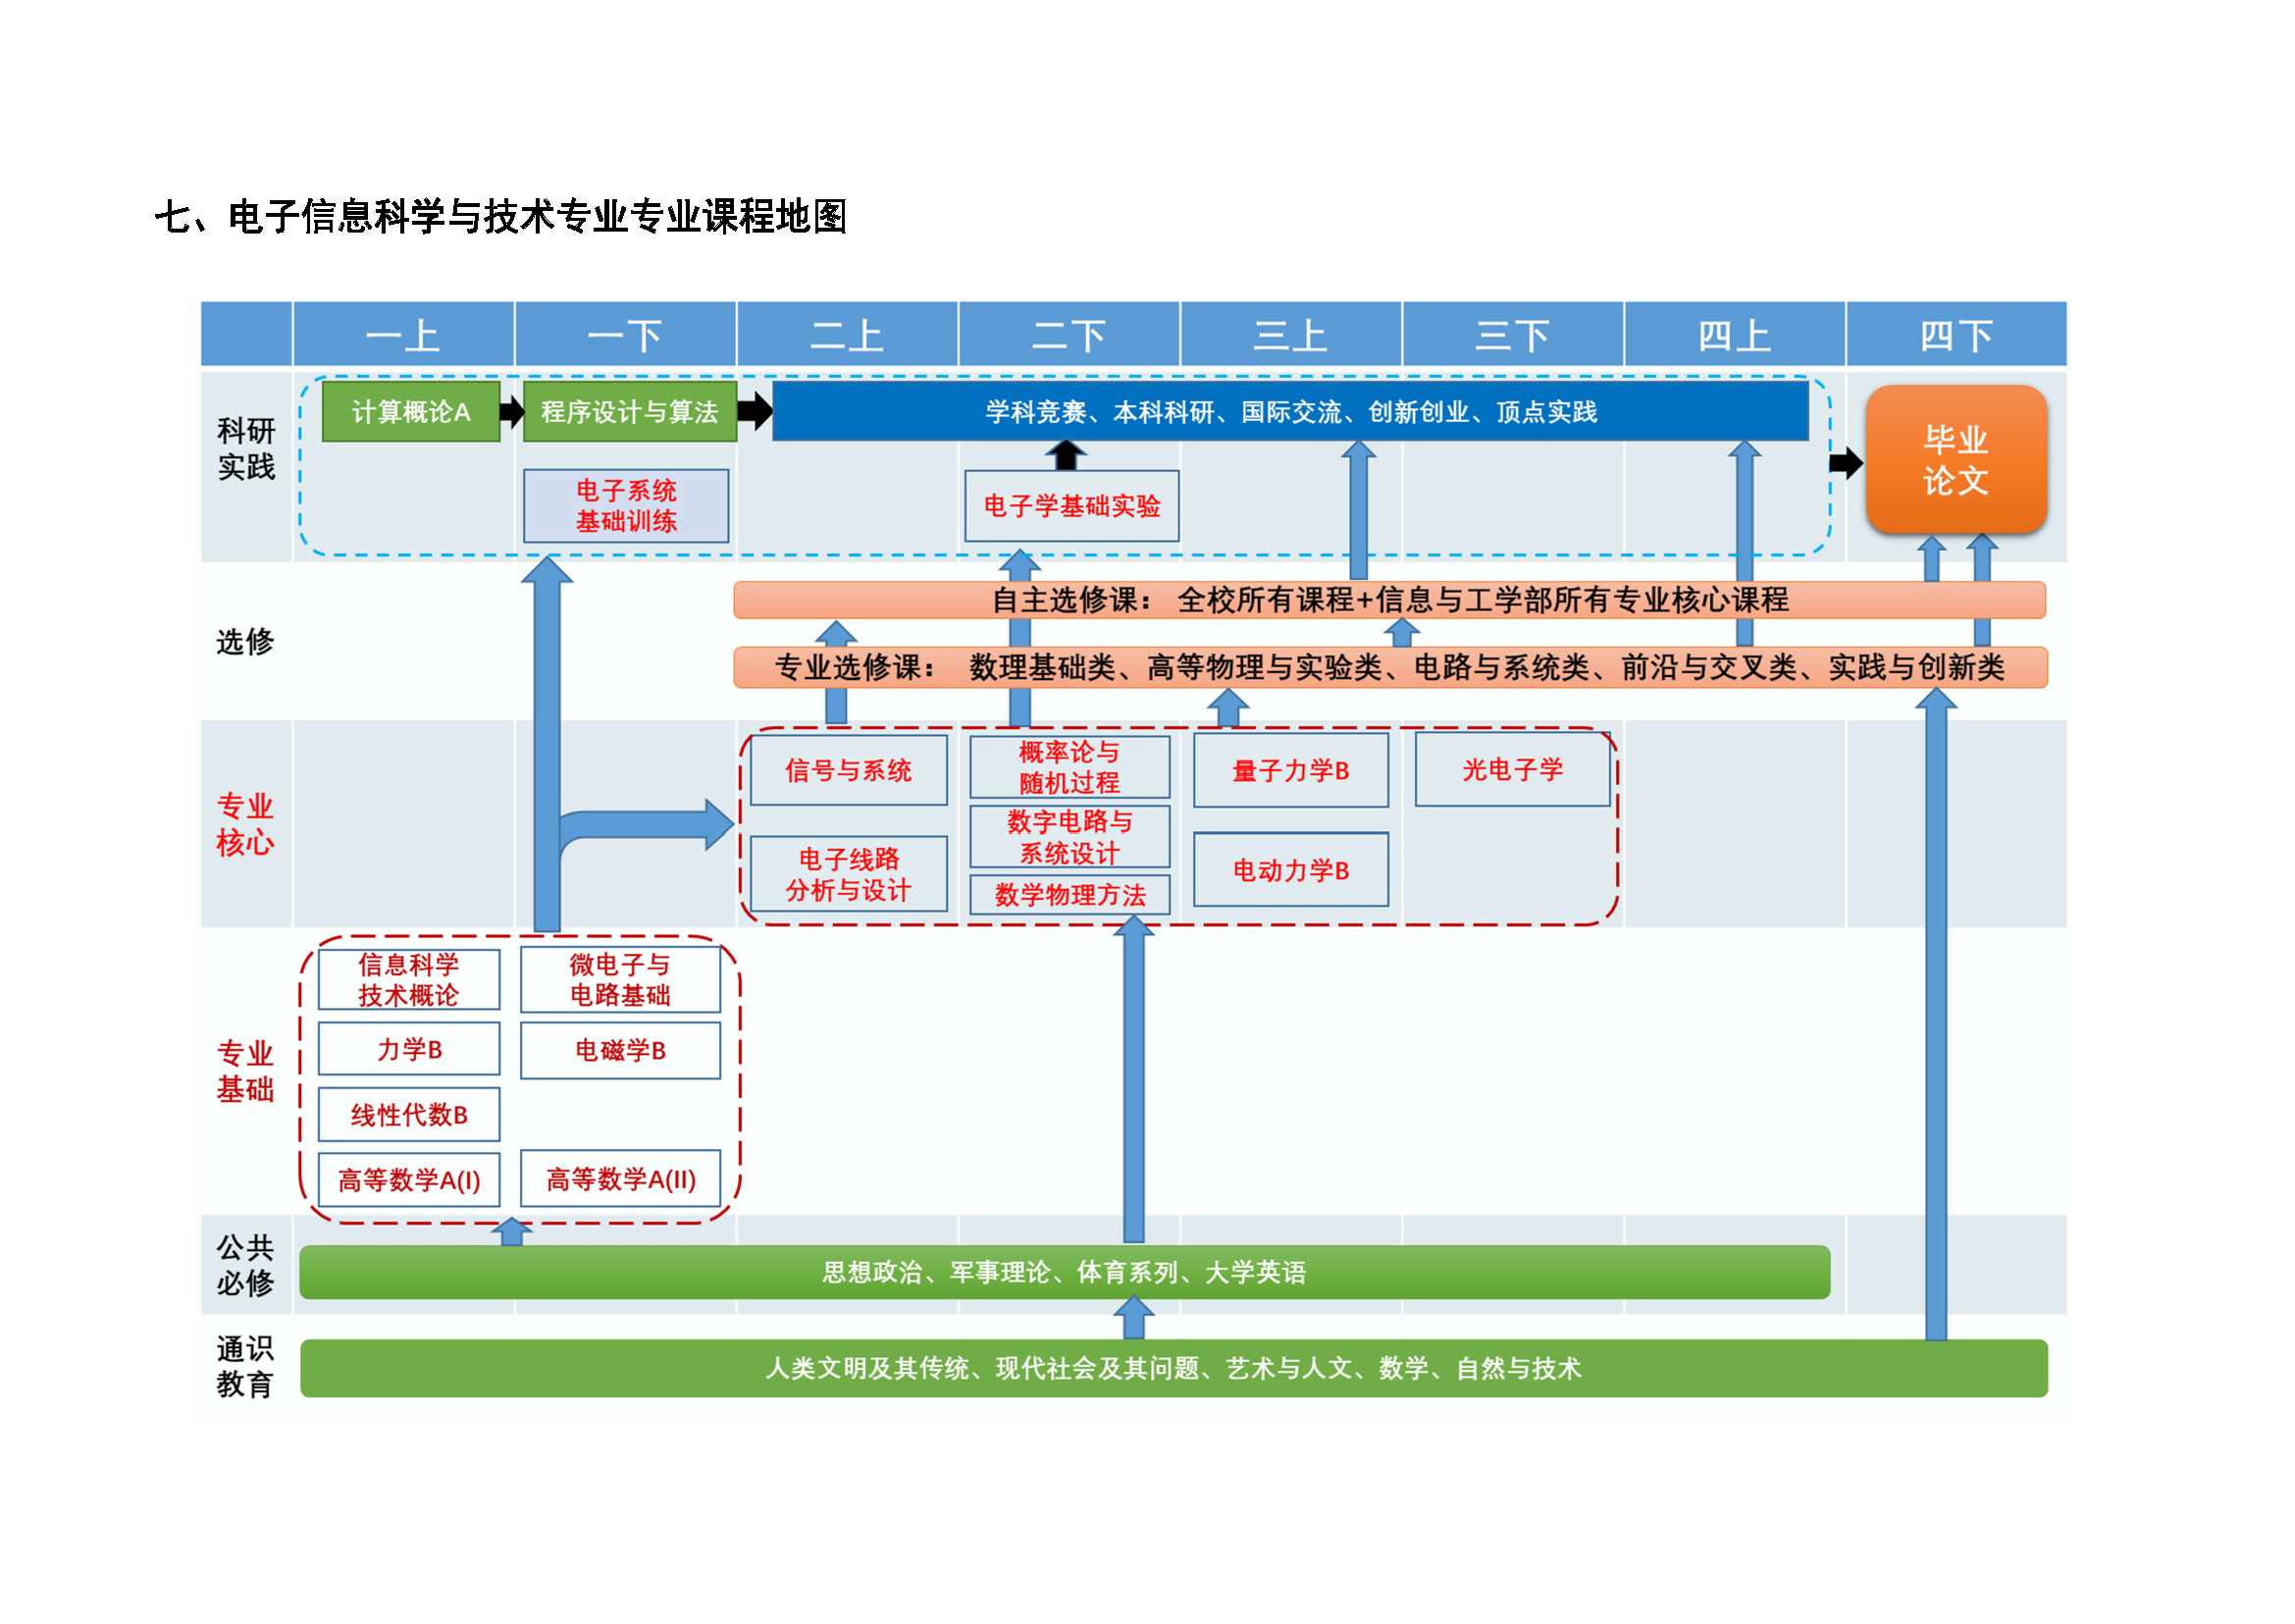 七、电子信息科学与技术专业专业课程地图
一上
一下
二上
二下
三上
三下
四上
四下
科研
实践
计算概论A
程序设计与算法
学科竞赛、本科科研、国际交流、创新创业、顶点实践
电子系统
基础训练
电子学基础实验
毕业
论文
选修
自主选修课： 全校所有课程+信息与工学部所有专业核心课程
专业选修课： 数理基础类、高等物理与实验类、电路与系统类、前沿与交叉类、实践与创新类
专业
核心
信号与系统
电子线路
分析与设计
概率论与
随机过程
数字电路与
系统设计
数学物理方法
量子力学B
电动力学B
光电子学
专业
基础
信息科学
技术概论
力学B
线性代数B
高等数学A(I)
微电子与
电路基础
电磁学B
高等数学A(II)
公共
必修
思想政治、军事理论、体育系列、大学英语
通识
教育
人类文明及其传统、现代社会及其问题、艺术与人文、数学、自然与技术